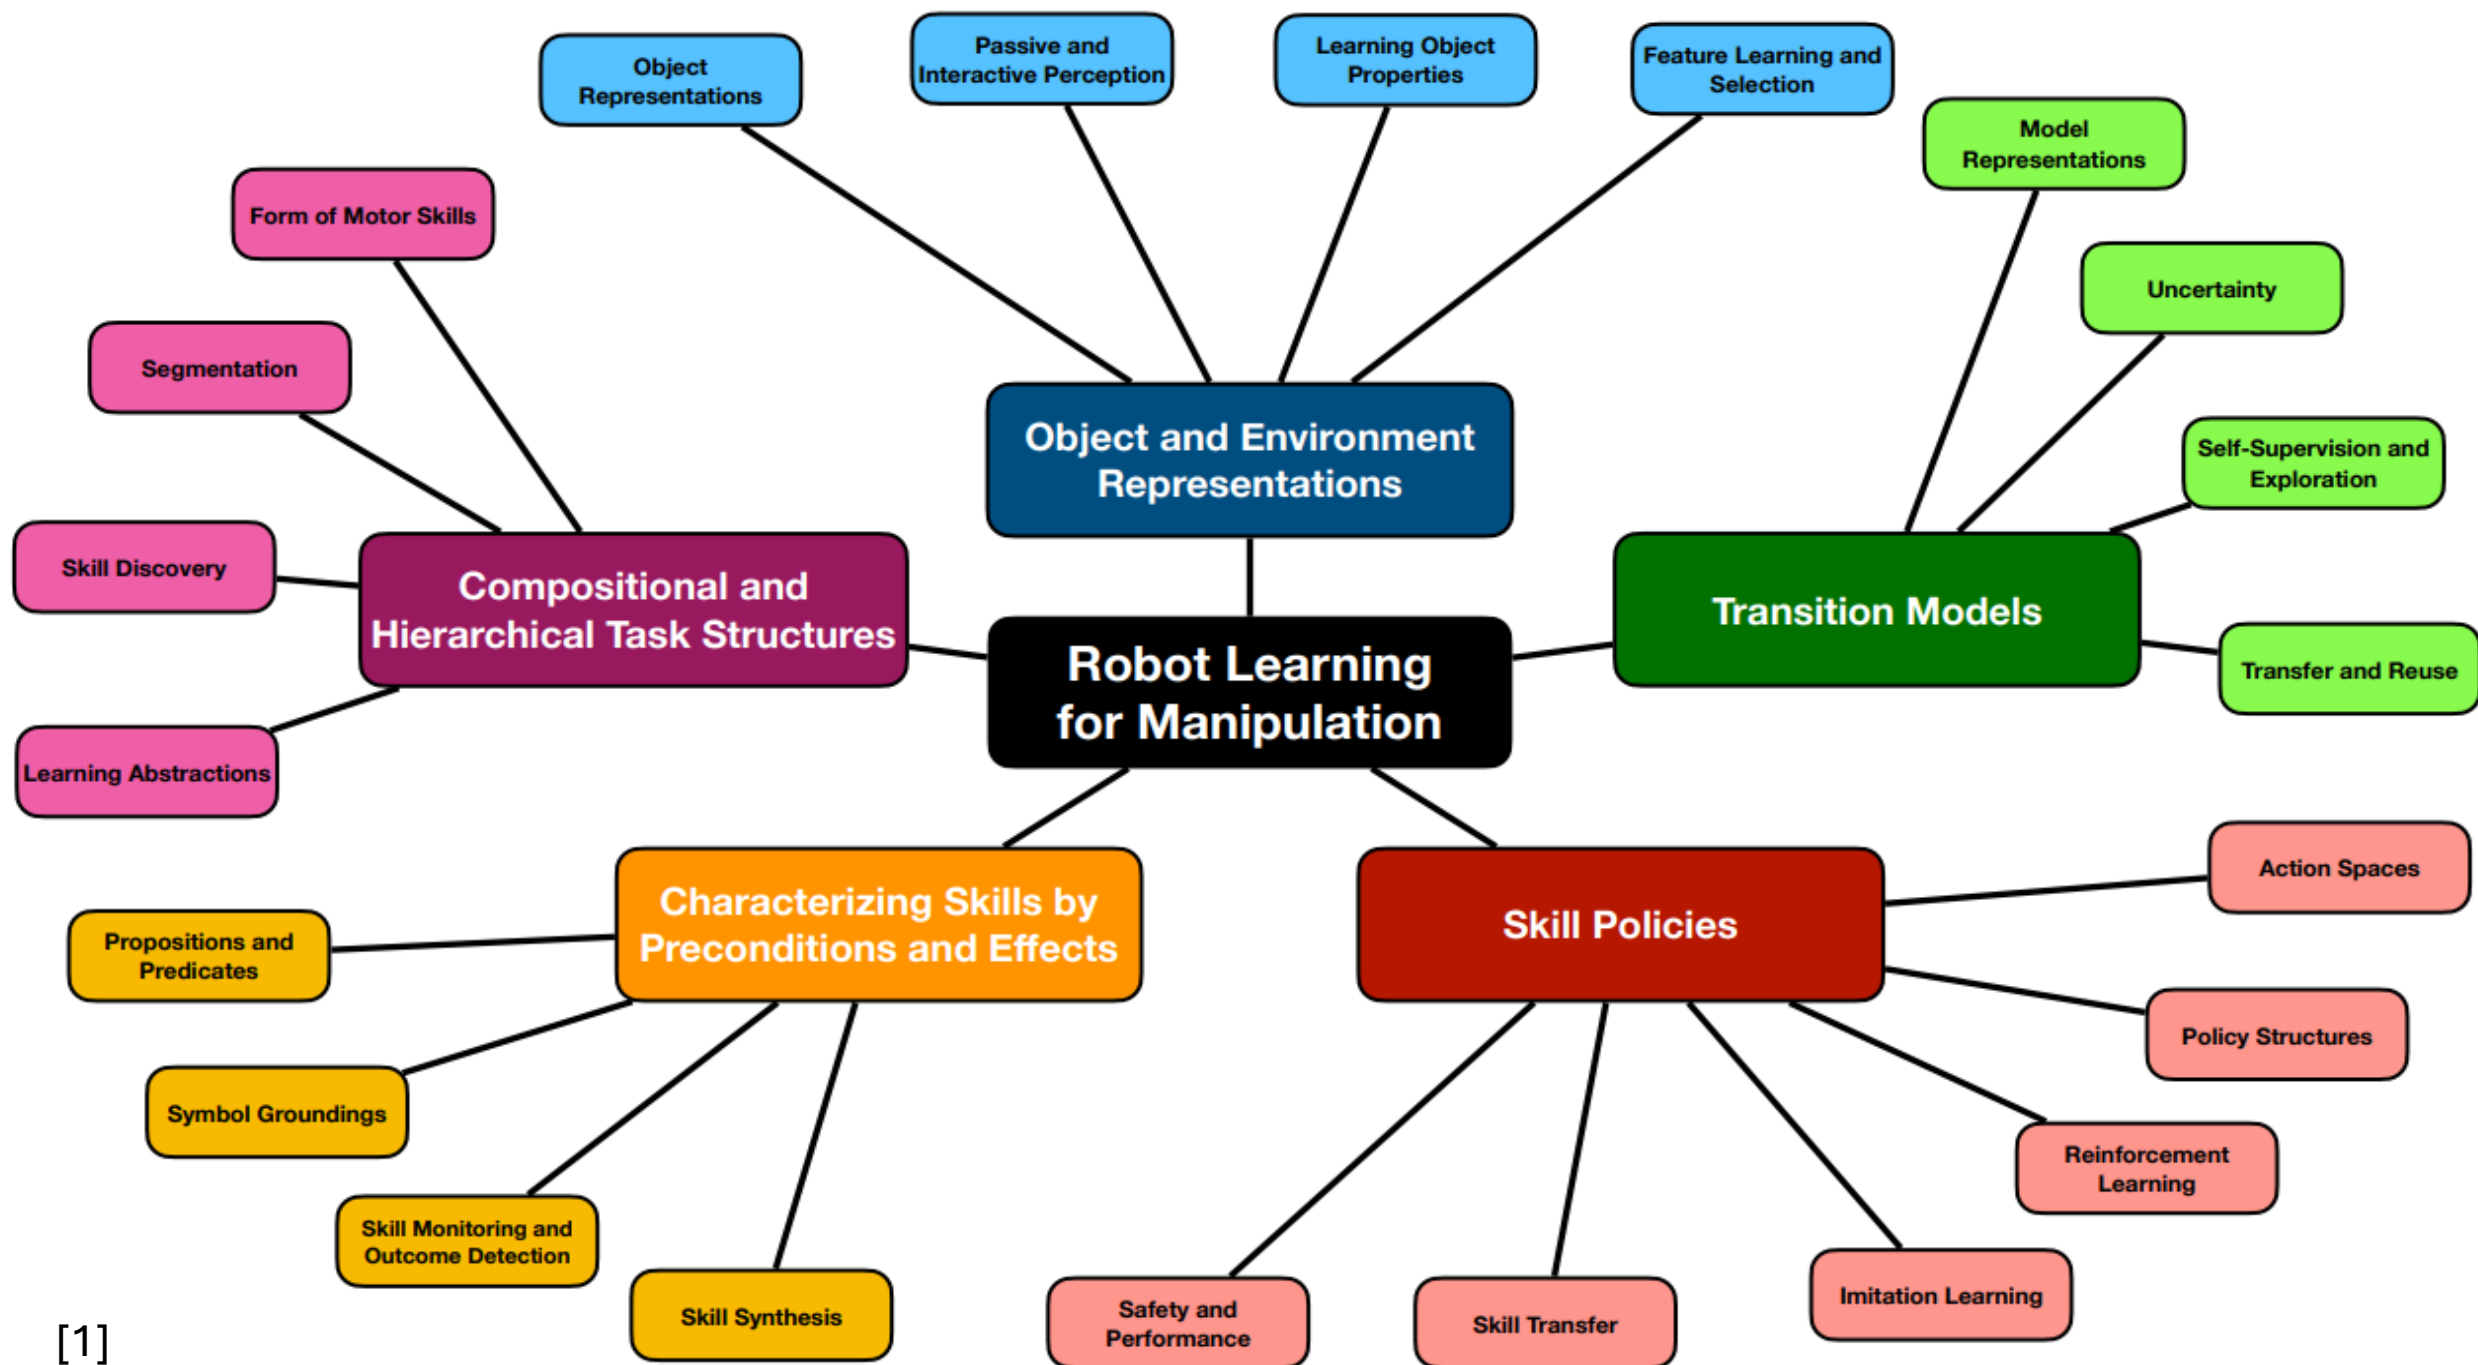 Object
Representations
Passive and
Interactive Perception
Learning Object
Properties
Feature Learning and
Selection
Model
Representations
Form of Motor Skills
Uncertainty
Segmentation
Object and Environment
Representations
Self-Supervision and
Exploration
Skill Discovery
Compositional and
Hierarchical Task Structures
Transition Models
Robot Learning
for Manipulation
Transfer and Reuse
Learning Abstractions
Characterizing Skills by
Preconditions and Effects
Skill Policies
Action Spaces
Propositions and
Predicates
Policy Structures
Symbol Groundings
Reinforcement
Learning
Skill Monitoring and
Outcome Detection
Skill Synthesis
Safety and
Performance
Skill Transfer
Imitation Learning
[1]